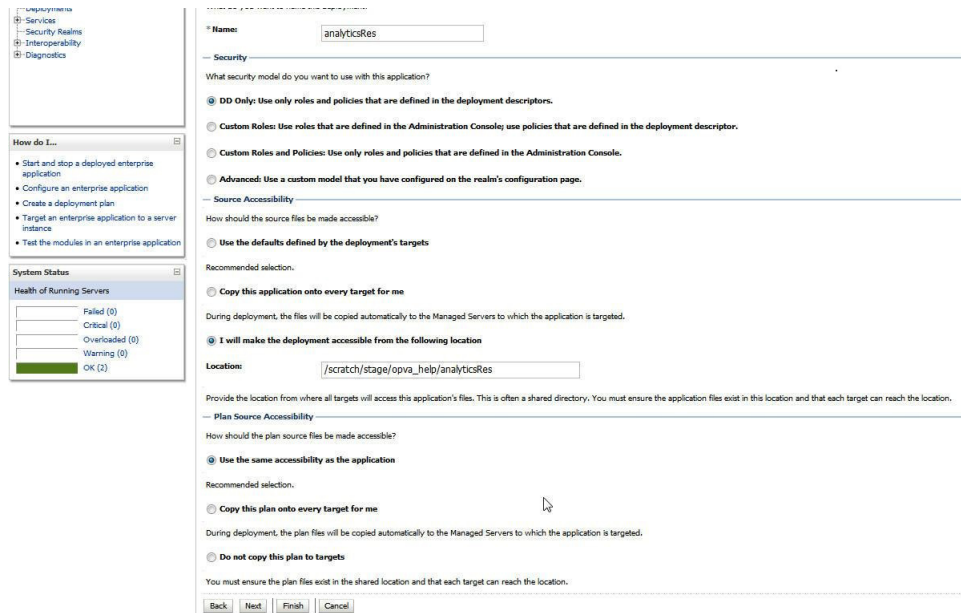 Deployments
Services
Security Realms
Interoperability
Diagnostics
How do I...
Start and stop a deployed enterprise
application
Configure an enterprise application
Create a deployment plan
Target an enterprise application to a server
instance
Test the modules in an enterprise application
System Status
Health of Running Servers
Failed (0)
Critical (0)
Overloaded (0)
Warning (0)
OK (2)
What do you want to name this deployment?
* Name:
analyticsRes
Security
What security model do you want to use with this application?
DD Only: Use only roles and policies that are defined in the deployment descriptors.
Custom Roles: Use roles that are defined in the Administration Console; use policies that are defined in the deployment descriptor.
Custom Roles and Policies: Use only roles and policies that are defined in the Administration Console.
Advanced: Use a custom model that you have configured on the realm's configuration page.
Source Accessibility
How should the source files be made accessible?
Use the defaults defined by the deployment's targets
Recommended selection.
Copy this application onto every target for me
During deployment, the files will be copied automatically to the Managed Servers to which the application is targeted.
I will make the deployment accessible from the following location
Location:
/scratch/stage/opva_help/analyticsRes
Provide the location from where all targets will access this application's files. This is often a shared directory. You must ensure the application files exist in this location and that each target can reach the location.
Plan Source Accessibility
How should the plan source files be made accessible?
Use the same accessibility as the application
Recommended selection.
Copy this plan onto every target for me
During deployment, the plan files will be copied automatically to the Managed Servers to which the application is targeted.
Do not copy this plan to targets
You must ensure the plan files exist in the shared location and that each target can reach the location.
Back Next Finish Cancel